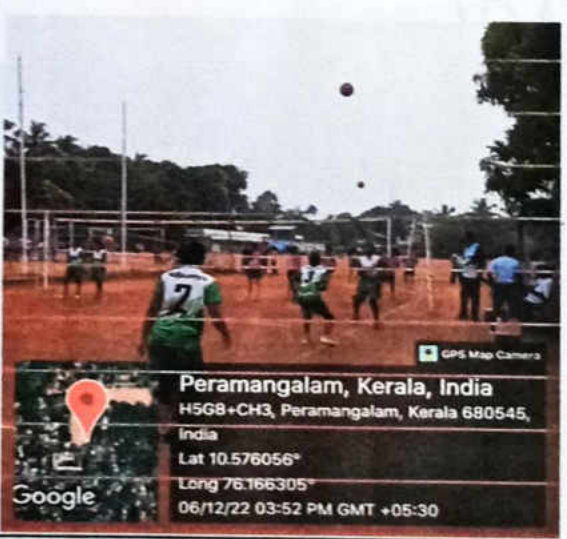 7
GPS Map Camera
Peramangalam, Kerala, India
H5G8+CH3, Peramangalam, Kerala 680545,
India
Lat 10.576056°
Long 76.166305°
06/12/22 03:52 PM GMT +05:30
Google